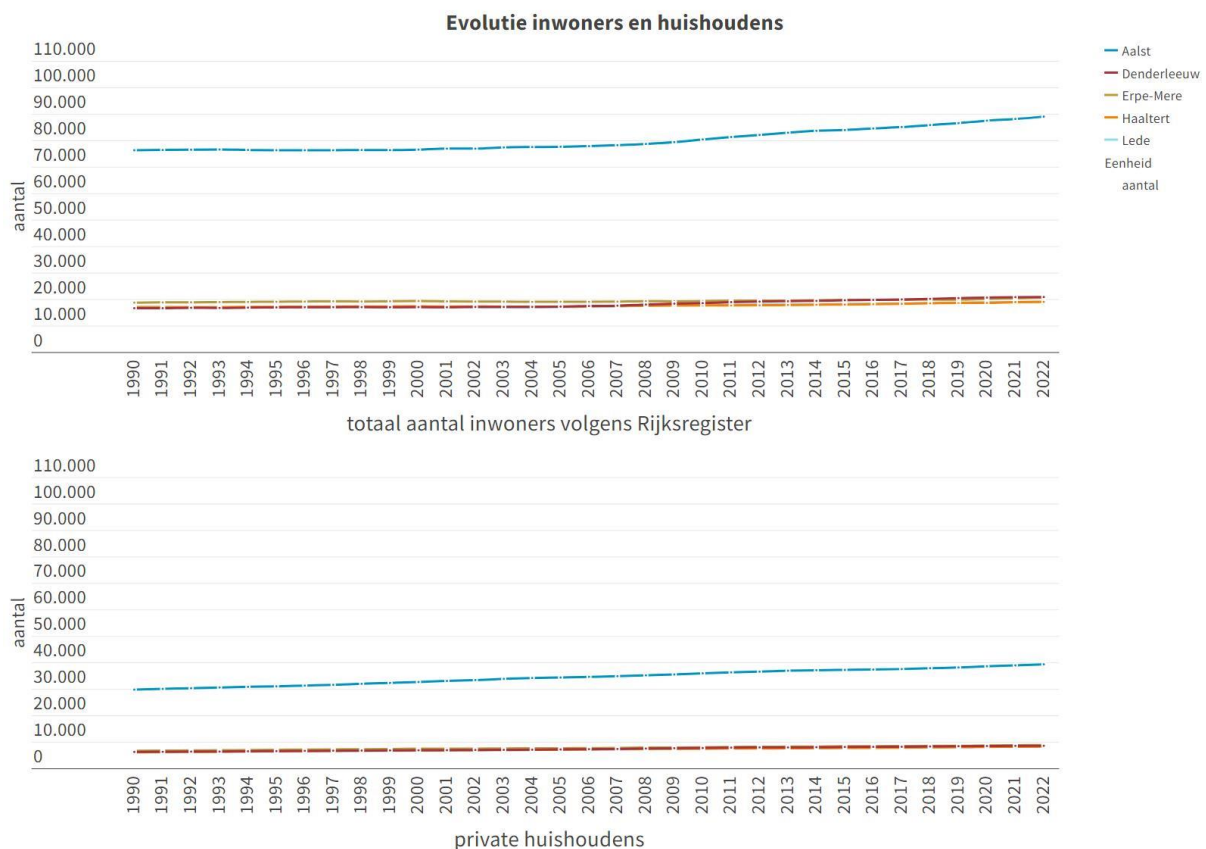 Evolutie inwoners en huishoudens
110.000
100.000
90.000
80.000
70.000
60.000
50.000
40.000
30.000
20.000
10.000
0
aantal
1990 1991 1992 1993 1994 1995 1996 1997 1998 1999 2000 2001 2002 2003 2004 2005 2006 2007 2008 2009 2010 2011 2012 2013 2014 2015 2016 2017 2018 2019 2020 2021 2022
totaal aantal inwoners volgens Rijksregister
Aalst
Denderleeuw
Erpe-Mere
Haaltert
Lede
Eenheid
aantal
110.000
100.000
90.000
80.000
70.000
60.000
50.000
40.000
30.000
20.000
10.000
0
aantal
1990 1991 1992 1993 1994 1995 1996 1997 1998 1999 2000 2001 2002 2003 2004 2005 2006 2007 2008 2009 2010 2011 2012 2013 2014 2015 2016 2017 2018 2019 2020 2021 2022
private huishoudens